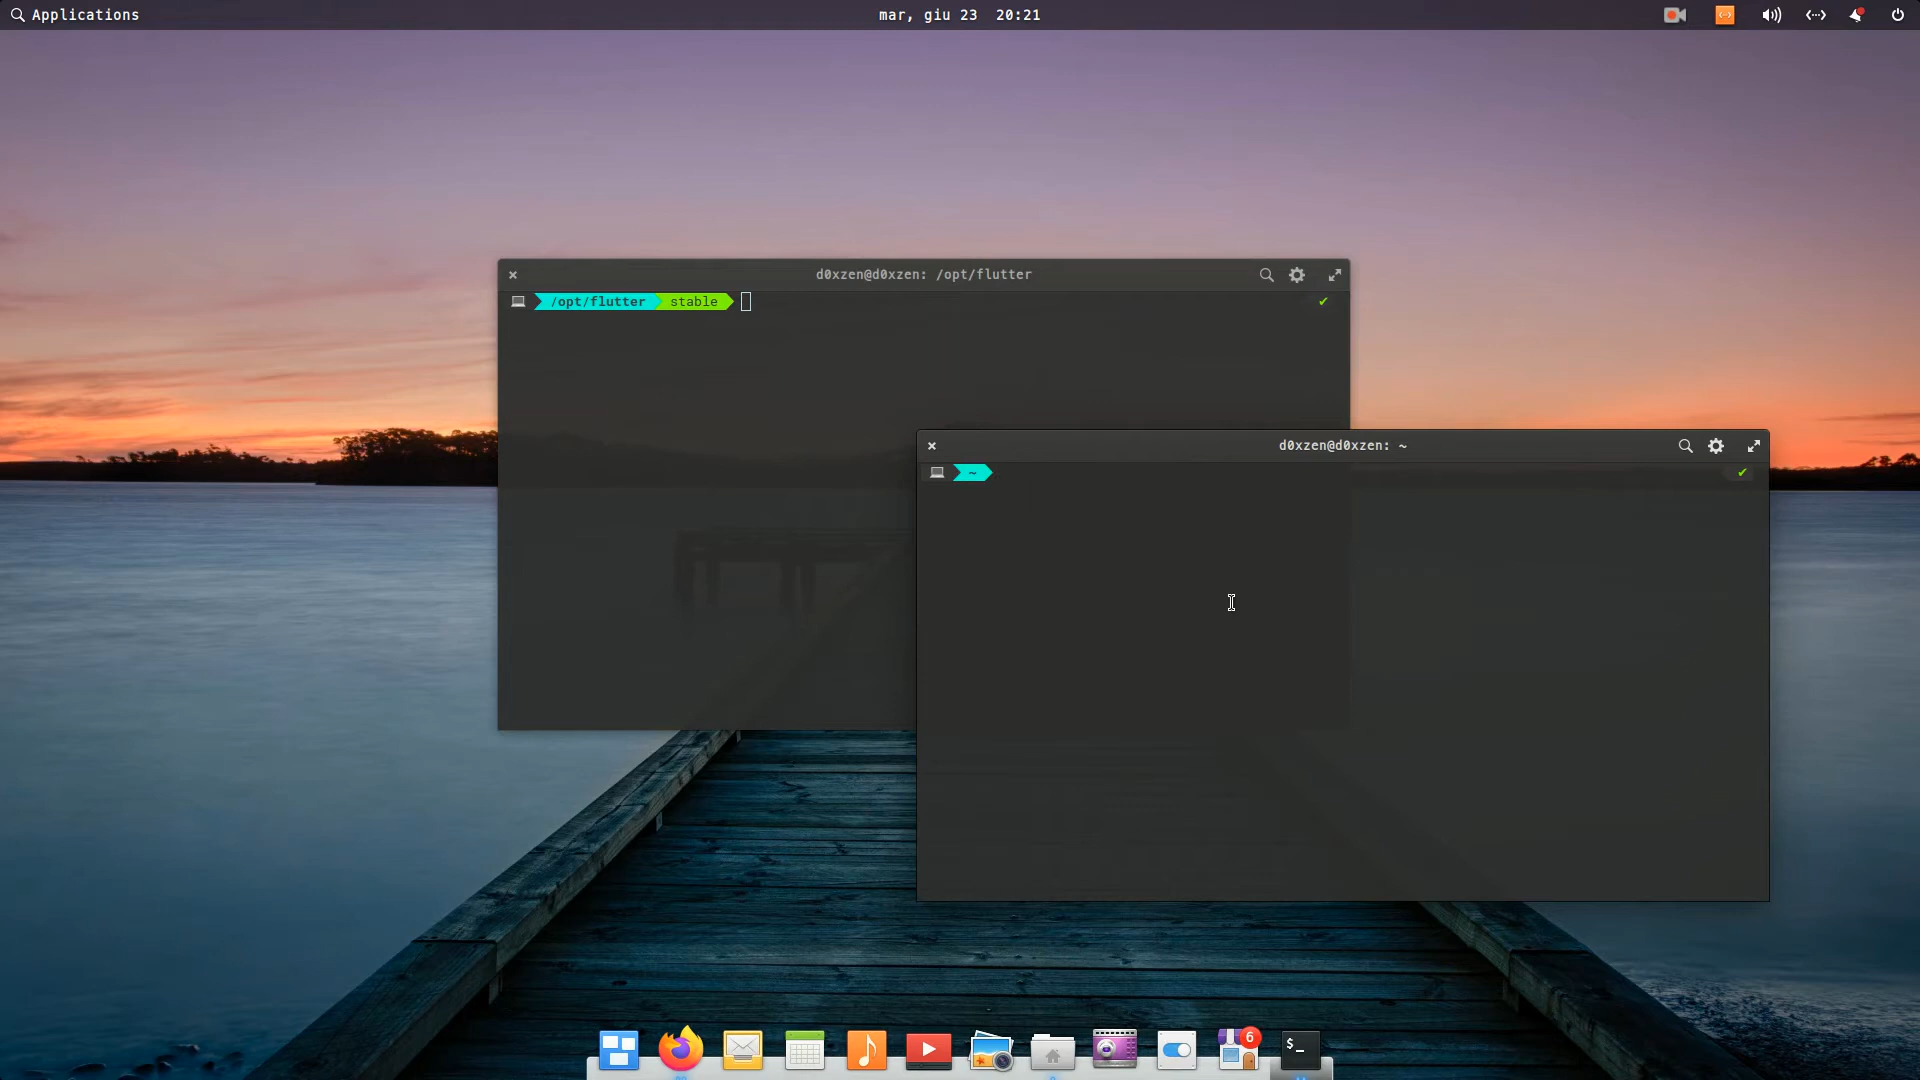 Applications
mar, giu 23 20:21
d0xzen@d0xzen: /opt/flutter
/opt/flutter stable
d0xzen@d0xzen: ~
~
6
$_